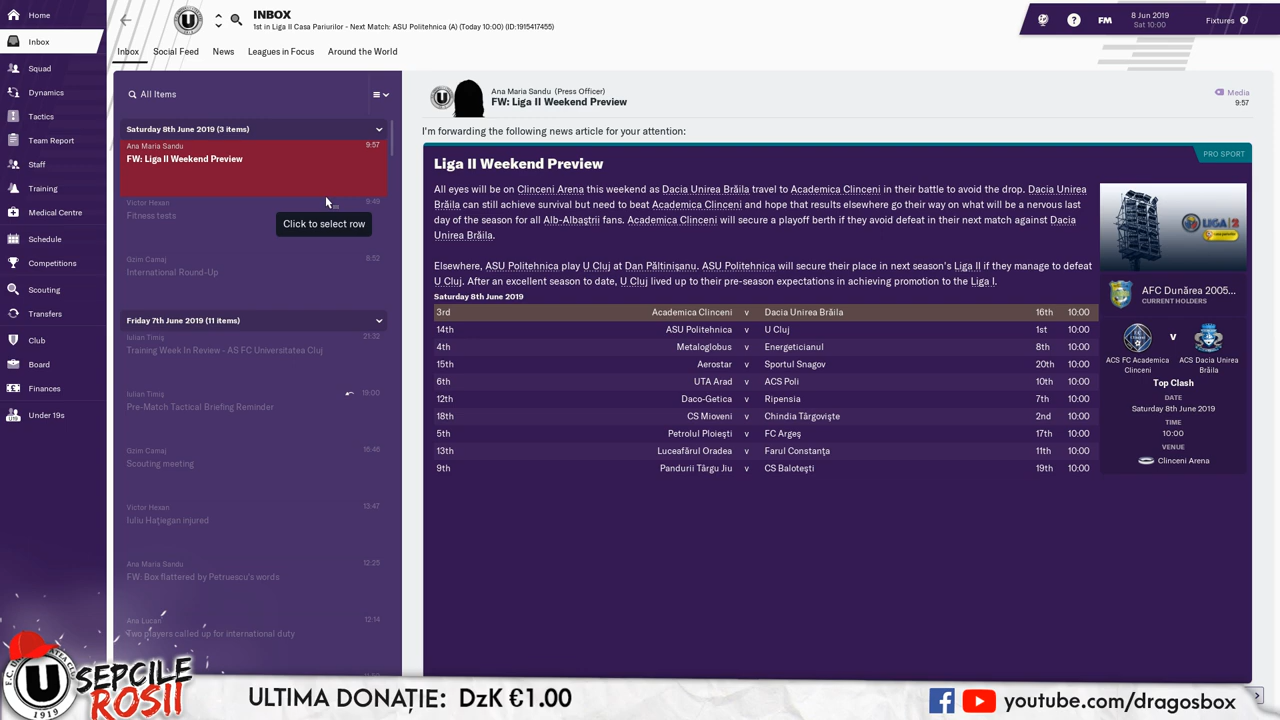 Home
Inbox
Squad
Dynamics
Tactics
Team Report
Staff
Training
Medical Centre
Schedule
Competitions
Scouting
Transfers
Club
Board
Finances
Under 19s
INBOX
1st in Liga II Casa Pariurilor - Next Match: ASU Politehnica (A) (Today 10:00) (ID:1915417455)
FM
8 Jun 2019
Sat 10:00
Fixtures
Inbox Social Feed News Leagues in Focus Around the World
All Items
Saturday 8th June 2019 (3 items)
Ana Maria Sandu 9:57
FW: Liga II Weekend Preview
Victor Hexan 9:49
Fitness tests
Click to select row
Gzim Camaj 8:52
International Round-Up
Friday 7th June 2019 (11 items)
Iulian Timiș 21:32
Training Week In Review - AS FC Universitatea Cluj
Iulian Timiș 19:00
Pre-Match Tactical Briefing Reminder
Gzim Camaj 16:46
Scouting meeting
Victor Hexan 13:47
Iuliu Hațiegan injured
Ana Maria Sandu 12:25
FW: Box flattered by Petruescu's words
Ana Lucan 12:14
Two players called up for international duty
Ana Maria Sandu (Press Officer)
FW: Liga II Weekend Preview
Media
9:57
I'm forwarding the following news article for your attention:
Liga II Weekend Preview
PRO SPORT
All eyes will be on Clinceni Arena this weekend as Dacia Unirea Brăila travel to Academica Clinceni in their battle to avoid the drop. Dacia Unirea
Brăila can still achieve survival but need to beat Academica Clinceni and hope that results elsewhere go their way on what will be a nervous last
day of the season for all Alb-Albaștrii fans. Academica Clinceni will secure a playoff berth if they avoid defeat in their next match against Dacia
Unirea Brăila.
Elsewhere, ASU Politehnica play U Cluj at Dan Păltinișanu. ASU Politehnica will secure their place in next season's Liga II if they manage to defeat
U Cluj. After an excellent season to date, U Cluj lived up to their pre-season expectations in achieving promotion to the Liga I.
Saturday 8th June 2019
3rd Academica Clinceni v Dacia Unirea Brăila 16th 10:00
14th ASU Politehnica v U Cluj 1st 10:00
4th Metaloglobus v Energeticianul 8th 10:00
15th Aerostar v Sportul Snagov 20th 10:00
6th UTA Arad v ACS Poli 10th 10:00
12th Daco-Getica v Ripensia 7th 10:00
18th CS Mioveni v Chindia Târgoviște 2nd 10:00
5th Petrolul Ploiești v FC Argeș 17th 10:00
13th Luceafărul Oradea v Farul Constanța 11th 10:00
9th Pandurii Târgu Jiu v CS Balotești 19th 10:00
LIGA 2
AFC Dunărea 2005...
CURRENT HOLDERS
v
ACS FC Academica Clinceni
ACS Dacia Unirea Brăila
Top Clash
DATE
Saturday 8th June 2019
TIME
10:00
VENUE
Clinceni Arena
U
1919
SEPCILE
ROSII
ULTIMA DONAȚIE: DzK €1.00
youtube.com/dragosbox